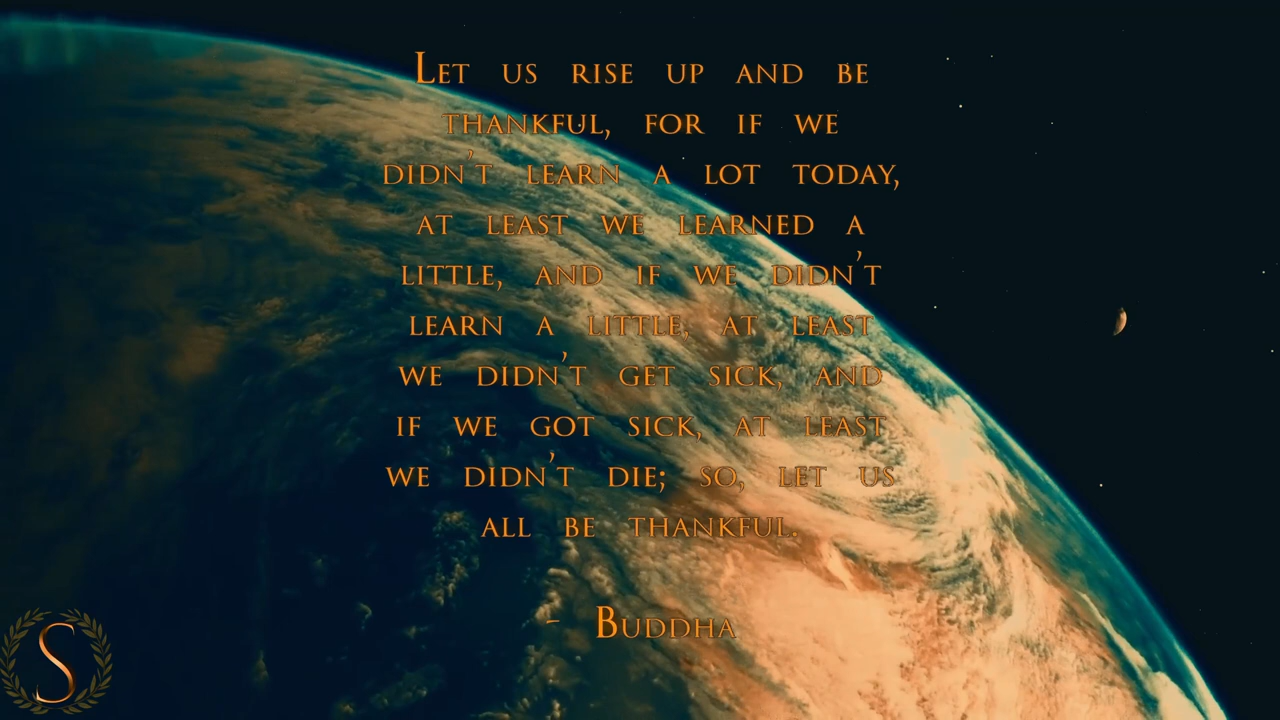 Let us rise up and be
thankful, for if we
didn't learn a lot today,
at least we learned a
little, and if we didn't
learn a little, at least
we didn't get sick, and
if we got sick, at least
we didn't die; so, let us
all be thankful.
- Buddha
S